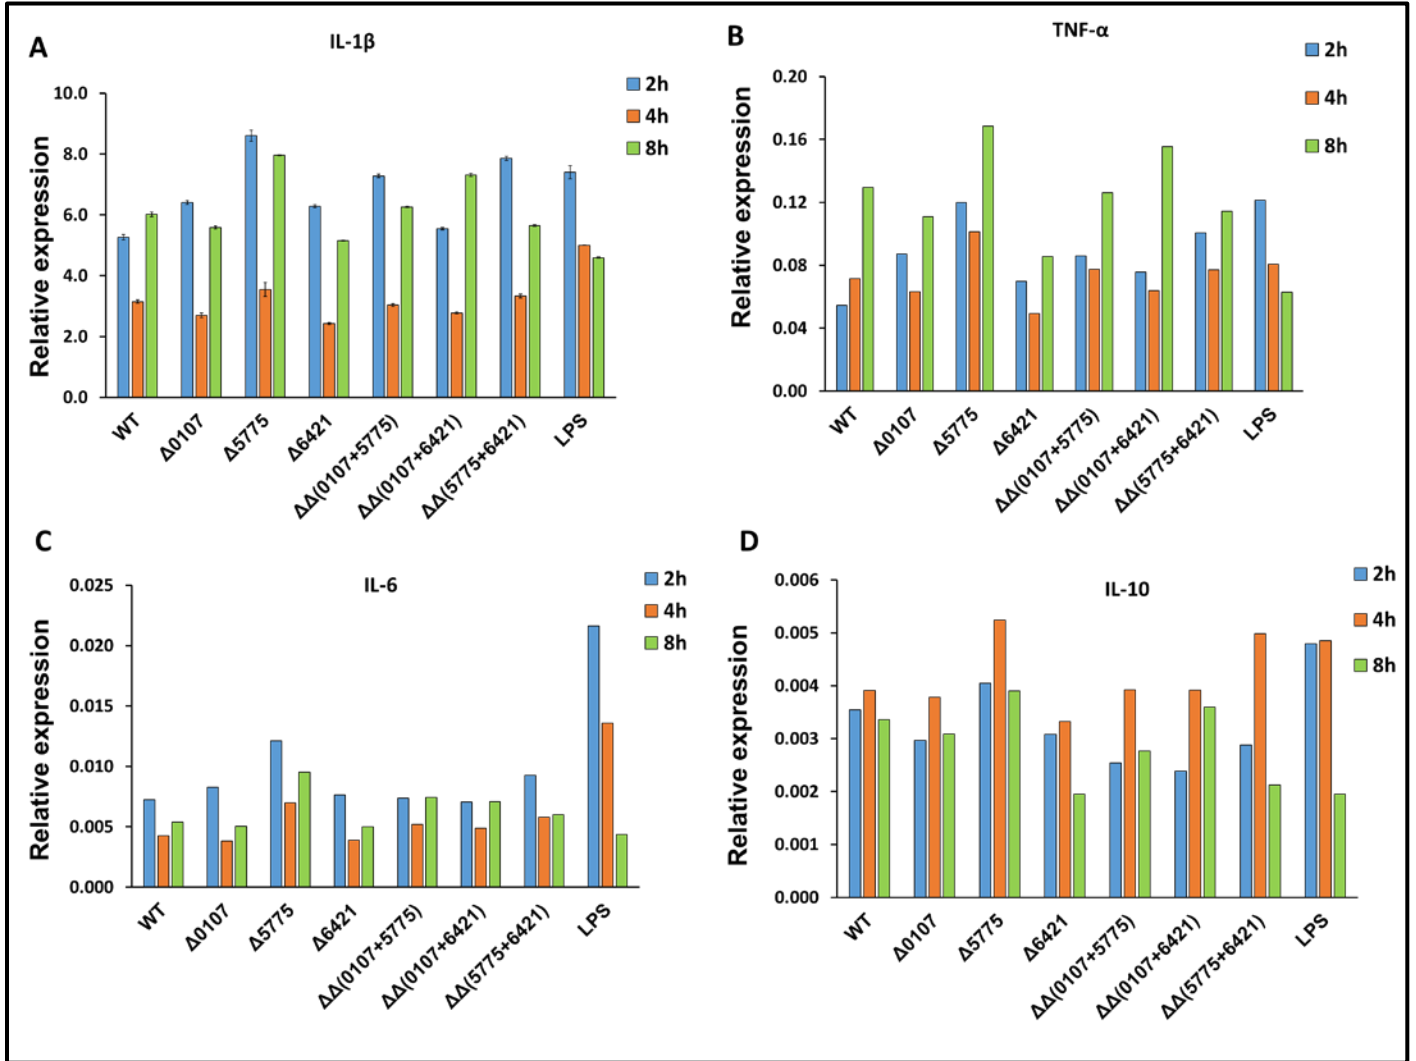 A
IL-1β
2h
4h
8h
Relative expression
10.0
8.0
6.0
4.0
2.0
0.0
WT
Δ0107
Δ5775
Δ6421
ΔΔ(0107+5775)
ΔΔ(0107+6421)
ΔΔ(5775+6421)
LPS
B
TNF-α
2h
4h
8h
Relative expression
0.20
0.16
0.12
0.08
0.04
0.00
WT
Δ0107
Δ5775
Δ6421
ΔΔ(0107+5775)
ΔΔ(0107+6421)
ΔΔ(5775+6421)
LPS
C
IL-6
2h
4h
8h
Relative expression
0.025
0.020
0.015
0.010
0.005
0.000
WT
Δ0107
Δ5775
Δ6421
ΔΔ(0107+5775)
ΔΔ(0107+6421)
ΔΔ(5775+6421)
LPS
D
IL-10
2h
4h
8h
Relative expression
0.006
0.005
0.004
0.003
0.002
0.001
0.000
WT
Δ0107
Δ5775
Δ6421
ΔΔ(0107+5775)
ΔΔ(0107+6421)
ΔΔ(5775+6421)
LPS